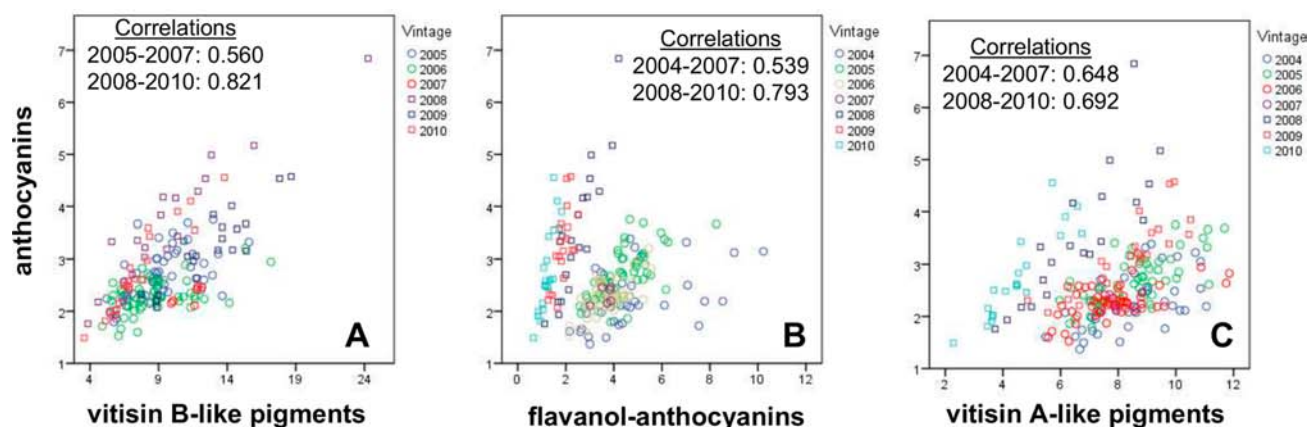 Correlations
2005-2007: 0.560
2008-2010: 0.821
Vintage
2005
2006
2007
2008
2009
2010
7
6
5
4
3
2
1
anthocyanins
A
4 9 14 19 24
vitisin B-like pigments
Correlations
2004-2007: 0.539
2008-2010: 0.793
Vintage
2004
2005
2006
2007
2008
2009
2010
7
6
5
4
3
2
1
B
0 2 4 6 8 10 12
flavanol-anthocyanins
Correlations
2004-2007: 0.648
2008-2010: 0.692
Vintage
2004
2005
2006
2007
2008
2009
2010
7
6
5
4
3
2
1
C
2 4 6 8 10 12
vitisin A-like pigments